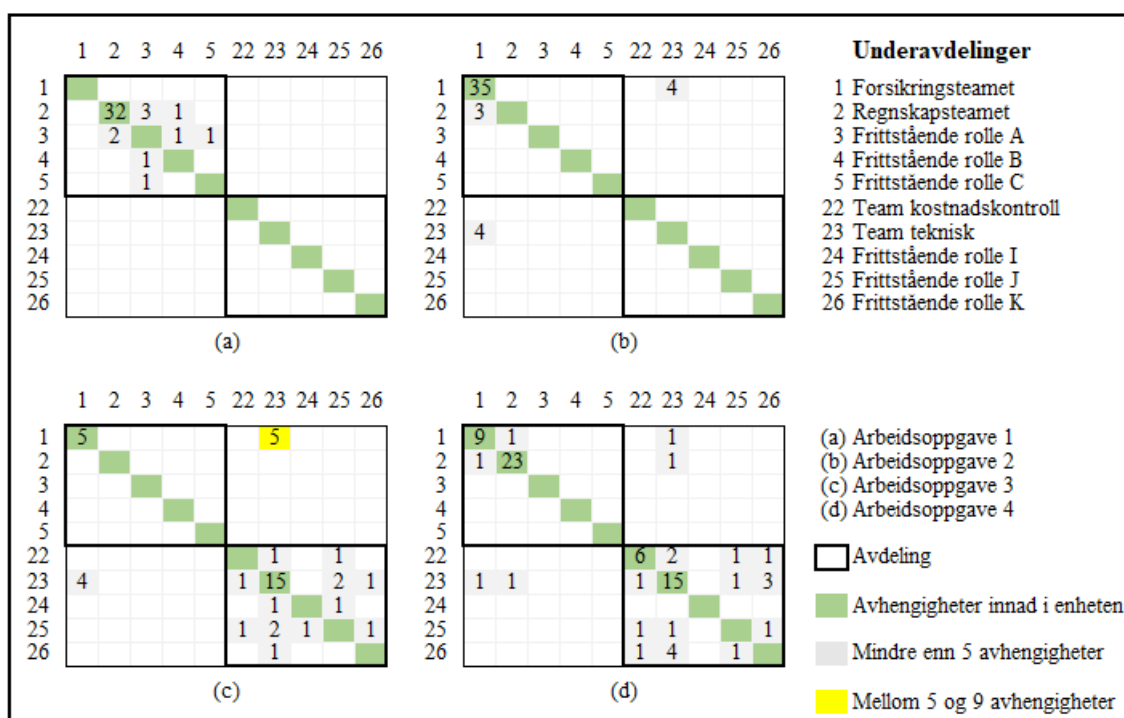 1 2 3 4 5 22 23 24 25 26
1
2 32 3 1
3 2 1 1
4 1
5 1
22
23
24
25
26
(a)
1 2 3 4 5 22 23 24 25 26
1 35 4
2 3
3
4
5
22
23 4
24
25
26
(b)
Underavdelinger
1 Forsikringsteamet
2 Regnskapsteamet
3 Frittstående rolle A
4 Frittstående rolle B
5 Frittstående rolle C
22 Team kostnadskontroll
23 Team teknisk
24 Frittstående rolle I
25 Frittstående rolle J
26 Frittstående rolle K
1 2 3 4 5 22 23 24 25 26
1 5 5
2
3
4
5
22 1 1
23 4 1 15 2 1
24 1 1
25 1 2 1 1
26 1
(c)
1 2 3 4 5 22 23 24 25 26
1 9 1 1
2 1 23 1
3
4
5
22 6 2 1 1
23 1 1 1 15 1 3
24
25 1 1 1
26 1 4 1
(d)
(a) Arbeidsoppgave 1
(b) Arbeidsoppgave 2
(c) Arbeidsoppgave 3
(d) Arbeidsoppgave 4
Avdeling
Avhengigheter innad i enheten
Mindre enn 5 avhengigheter
Mellom 5 og 9 avhengigheter